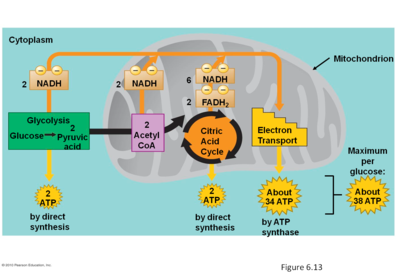 Cytoplasm
Mitochondrion
2 NADH
2 NADH
6 NADH
2 FADH₂
Glycolysis
2
Glucose Pyruvic
acid
2
Acetyl
CoA
Citric
Acid
Cycle
Electron
Transport
Maximum
per
glucose:
2
ATP
by direct
synthesis
2
ATP
by direct
synthesis
About
34 ATP
by ATP
synthase
About
38 ATP
©2010 Pearson Education, Inc.
Figure 6.13